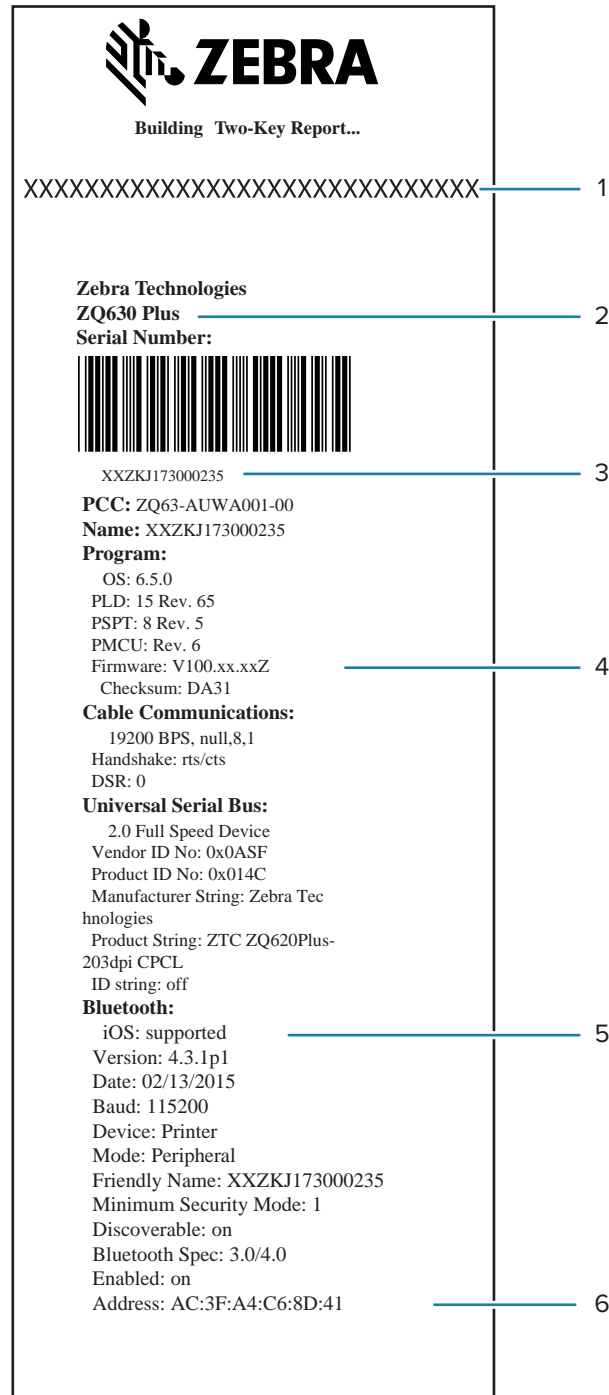 ZEBRA
Building Two-Key Report...
XXXXXXXXXXXXXXXXXXXXXXXXXXXXXX 1
Zebra Technologies
ZQ630 Plus 2
Serial Number:
XXZKJ173000235 3
PCC: ZQ63-AUWA001-00
Name: XXZKJ173000235
Program:
OS: 6.5.0
PLD: 15 Rev. 65
PSPT: 8 Rev. 5
PMCU: Rev. 6
Firmware: V100.xx.xxZ 4
Checksum: DA31
Cable Communications:
19200 BPS, null,8,1
Handshake: rts/cts
DSR: 0
Universal Serial Bus:
2.0 Full Speed Device
Vendor ID No: 0x0ASF
Product ID No: 0x014C
Manufacturer String: Zebra Tec
hnologies
Product String: ZTC ZQ620Plus-
203dpi CPCL
ID string: off
Bluetooth:
iOS: supported 5
Version: 4.3.1p1
Date: 02/13/2015
Baud: 115200
Device: Printer
Mode: Peripheral
Friendly Name: XXZKJ173000235
Minimum Security Mode: 1
Discoverable: on
Bluetooth Spec: 3.0/4.0
Enabled: on
Address: AC:3F:A4:C6:8D:41 6